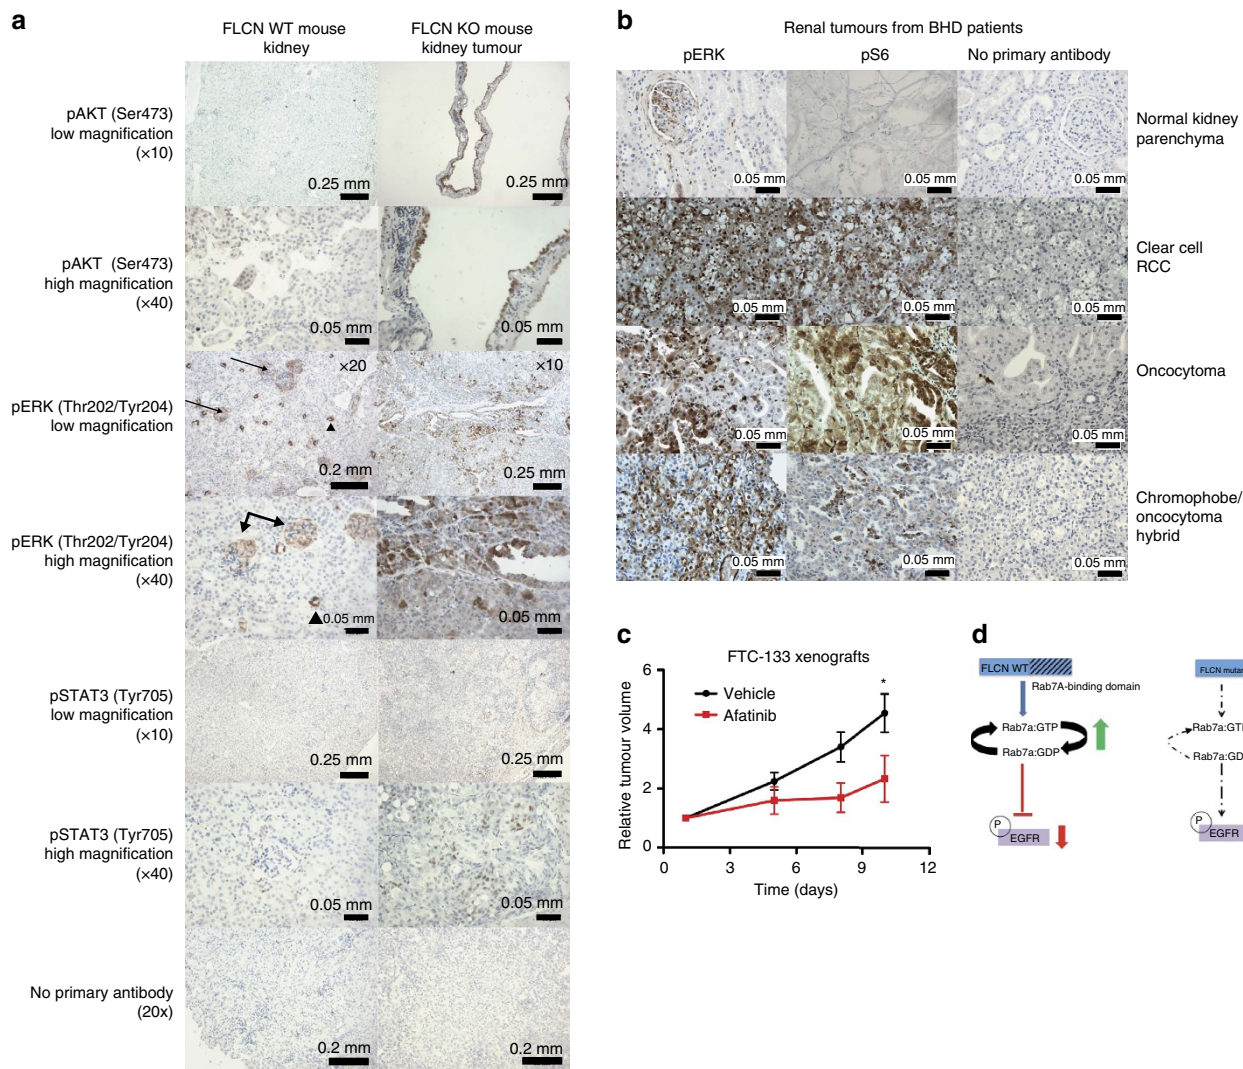 a
FLCN WT mouse
kidney
FLCN KO mouse
kidney tumour
pAKT (Ser473)
low magnification
(×10)
0.25 mm
0.25 mm
pAKT (Ser473)
high magnification
(×40)
0.05 mm
0.05 mm
pERK (Thr202/Tyr204)
low magnification
×20
×10
0.2 mm
0.25 mm
pERK (Thr202/Tyr204)
high magnification
(×40)
0.05 mm
0.05 mm
pSTAT3 (Tyr705)
low magnification
(×10)
0.25 mm
0.25 mm
pSTAT3 (Tyr705)
high magnification
(×40)
0.05 mm
0.05 mm
No primary antibody
(20x)
0.2 mm
0.2 mm
b
Renal tumours from BHD patients
pERK
pS6
No primary antibody
Normal kidney
parenchyma
0.05 mm
0.05 mm
0.05 mm
Clear cell
RCC
0.05 mm
0.05 mm
0.05 mm
Oncocytoma
0.05 mm
0.05 mm
0.05 mm
Chromophobe/
oncocytoma
hybrid
0.05 mm
0.05 mm
0.05 mm
c
FTC-133 xenografts
Relative tumour volume
6
4
2
0
Vehicle
Afatinib
*
0
3
6
9
12
Time (days)
d
FLCN WT
Rab7A-binding domain
Rab7a:GTP
Rab7a:GDP
P
EGFR
FLCN mutan
Rab7a:GT
Rab7a:GD
P
EGFR